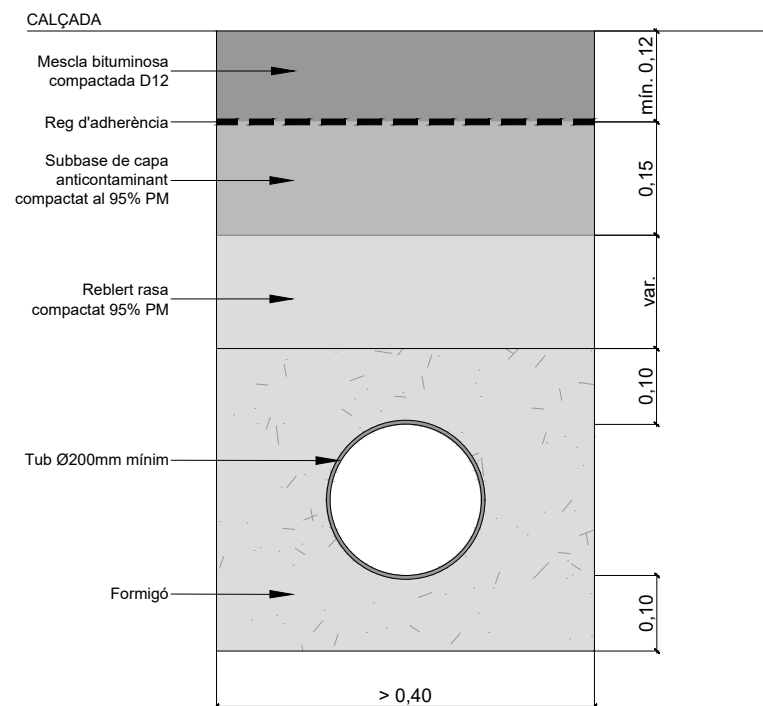 CALÇADA
Mescla bituminosa
compactada D12
Reg d'adherència
Subbase de capa
anticontaminant
compactat al 95% PM
Reblert rasa
compactat 95% PM
Tub Ø200mm mínim
Formigó
mín. 0,12
0,15
var.
0,10
0,10
> 0,40